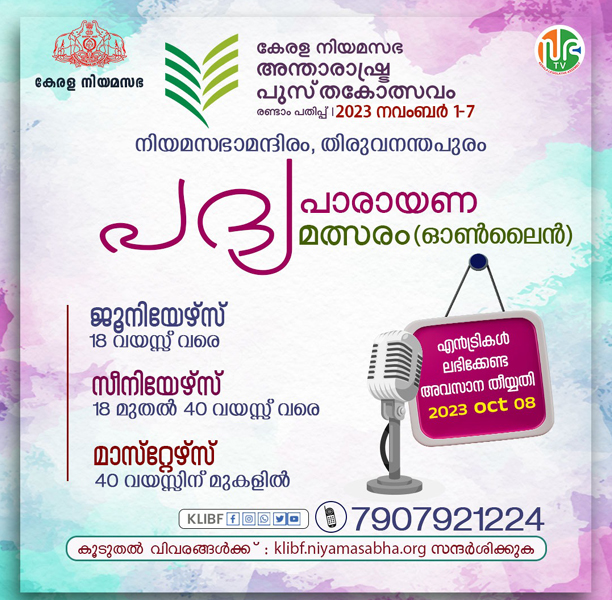 കേരള നിയമസഭ
കേരള നിയമസഭ
അന്താരാഷ്ട്ര
പുസ്തകോത്സവം
രണ്ടാം പതിപ്പ് | 2023 നവംബർ 1-7
TV
നിയമസഭാമന്ദിരം, തിരുവനന്തപുരം
പദ്യ പാരായണ
മത്സരം (ഓൺലൈൻ)
ജൂനിയേഴ്സ്
18 വയസ്സ് വരെ
സീനിയേഴ്സ്
18 മുതൽ 40 വയസ്സ് വരെ
മാസ്റ്റേഴ്സ്
40 വയസ്സിന് മുകളിൽ
എൻട്രികൾ
ലഭിക്കേണ്ട
അവസാന തീയ്യതി
2023 oct 08
KLIBF
7907921224
കൂടുതൽ വിവരങ്ങൾക്ക് : klibf.niyamasabha.org സന്ദർശിക്കുക